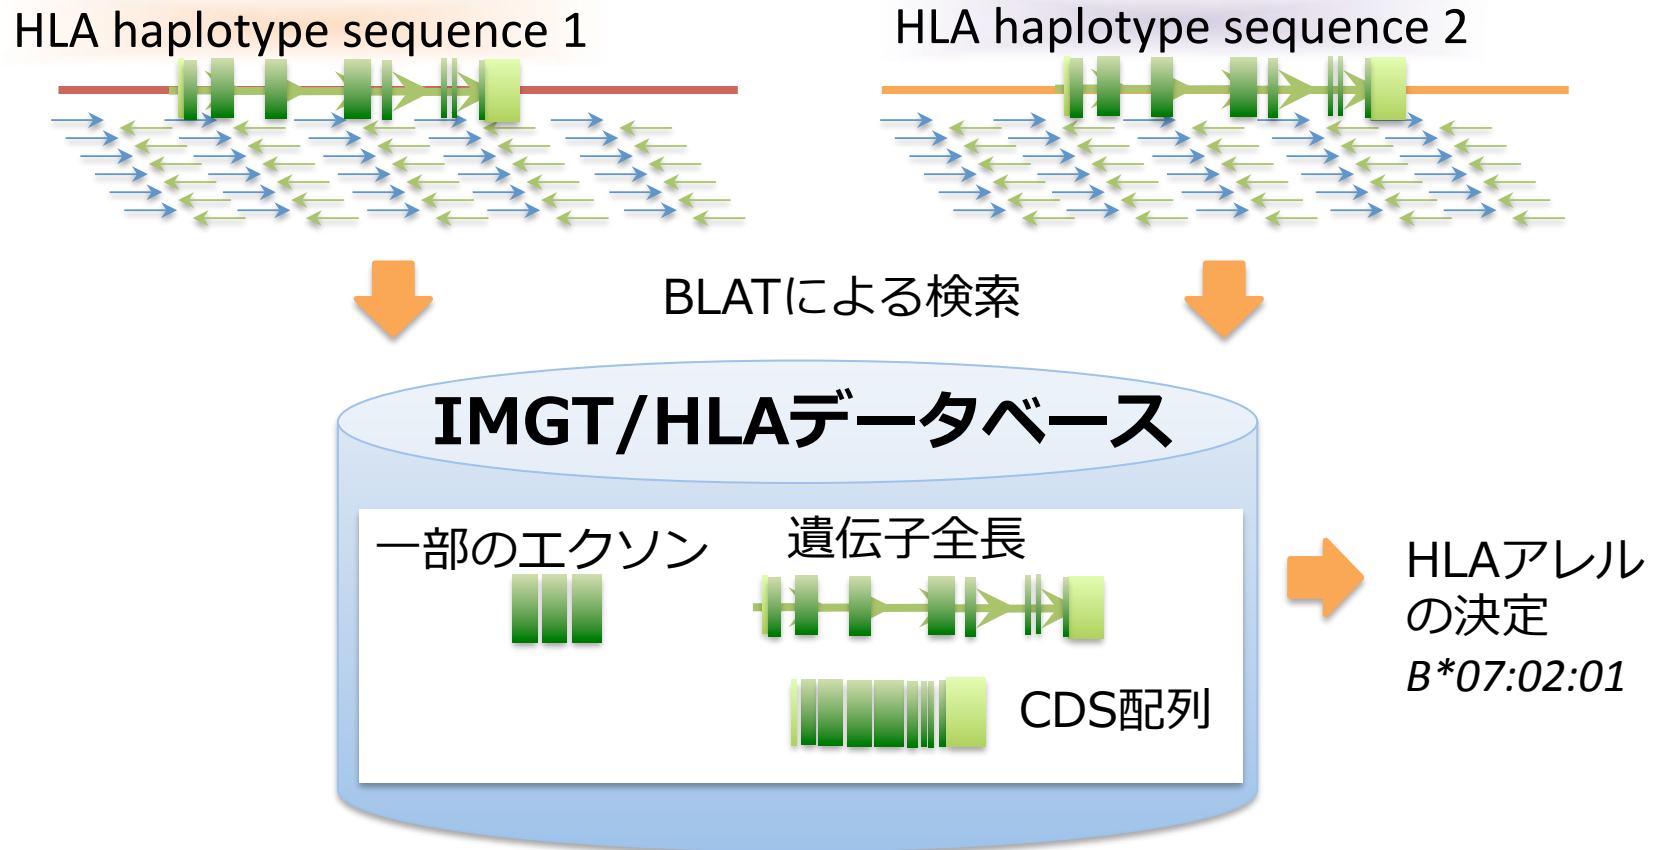 HLA haplotype sequence 1
HLA haplotype sequence 2
BLATによる検索
IMGT/HLAデータベース
一部のエクソン
遺伝子全長
CDS配列
HLAアレル
の決定
B*07:02:01